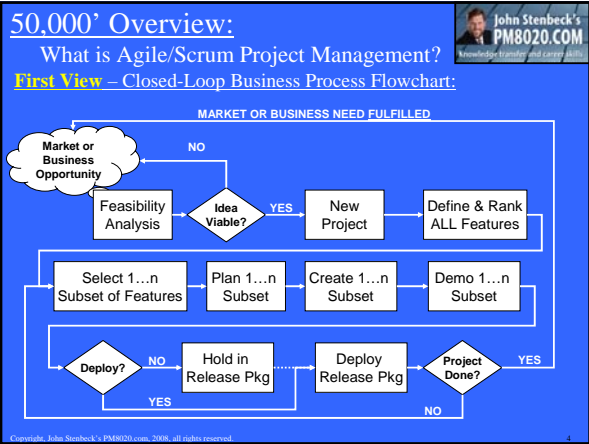 50,000’ Overview:
What is Agile/Scrum Project Management?
First View – Closed-Loop Business Process Flowchart:
John Stenbeck's
PM8020.COM
Knowledge transfer and career skills
MARKET OR BUSINESS NEED FULFILLED
Market or
Business
Opportunity
NO
Feasibility
Analysis
Idea
Viable?
YES
New
Project
Define & Rank
ALL Features
Select 1…n
Subset of Features
Plan 1…n
Subset
Create 1…n
Subset
Demo 1…n
Subset
Deploy?
NO
YES
Hold in
Release Pkg
Deploy
Release Pkg
Project
Done?
YES
NO
Copyright, John Stenbeck's PM8020.com, 2008, all rights reserved.
4